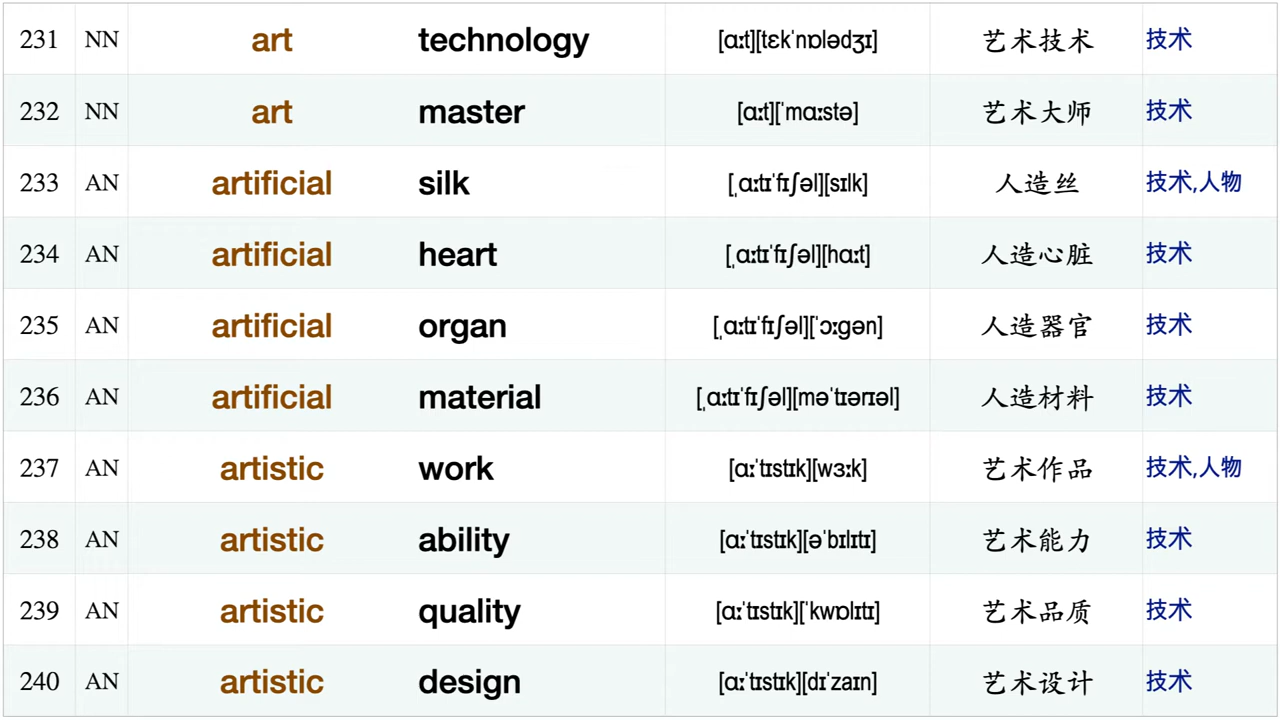 231 NN art technology [ɑːt][tɛkˈnɒlədʒɪ] 艺术技术 技术
232 NN art master [ɑːt][ˈmɑːstə] 艺术大师 技术
233 AN artificial silk [ˌɑːtɪˈfɪʃəl][sɪlk] 人造丝 技术,人物
234 AN artificial heart [ˌɑːtɪˈfɪʃəl][hɑːt] 人造心脏 技术
235 AN artificial organ [ˌɑːtɪˈfɪʃəl][ˈɔːgən] 人造器官 技术
236 AN artificial material [ˌɑːtɪˈfɪʃəl][məˈtɪərɪəl] 人造材料 技术
237 AN artistic work [ɑːˈtɪstɪk][wɜːk] 艺术作品 技术,人物
238 AN artistic ability [ɑːˈtɪstɪk][əˈbɪlɪtɪ] 艺术能力 技术
239 AN artistic quality [ɑːˈtɪstɪk][ˈkwɒlɪtɪ] 艺术品质 技术
240 AN artistic design [ɑːˈtɪstɪk][dɪˈzaɪn] 艺术设计 技术